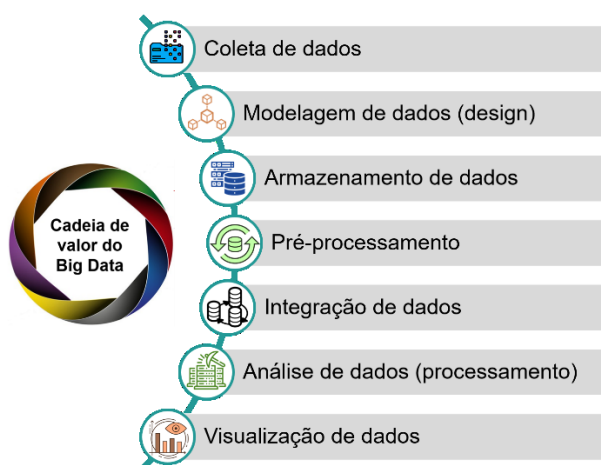 Coleta de dados
Modelagem de dados (design)
Armazenamento de dados
Cadeia de
valor do
Big Data
Pré-processamento
Integração de dados
Análise de dados (processamento)
Visualização de dados